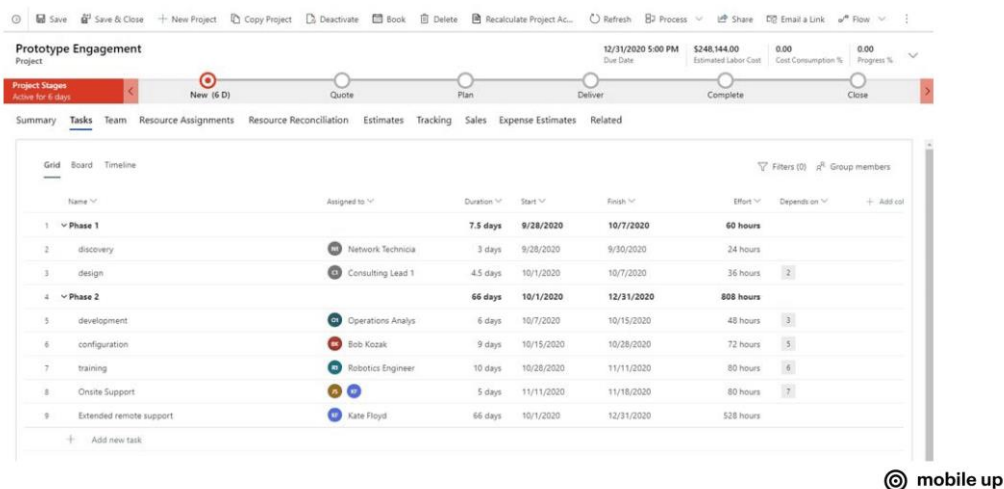 Save Save & Close + New Project Copy Project Deactivate Book Delete Recalculate Project Ac... Refresh Process Share Email a Link Flow
Prototype Engagement
Project
12/31/2020 5:00 PM $248,144.00 0.00 0.00
Due Date Estimated Labor Cost Cost Consumption % Progress %
Project Stages
Active for 6 days
New (6 D) Quote Plan Deliver Complete Close
Summary Tasks Team Resource Assignments Resource Reconciliation Estimates Tracking Sales Expense Estimates Related
Grid Board Timeline Filters (0) Group members
Name Assigned to Duration Start Finish Effort Depends on + Add col
1 Phase 1 7.5 days 9/28/2020 10/7/2020 60 hours
2 discovery Network Technicia 3 days 9/28/2020 9/30/2020 24 hours
3 design Consulting Lead 1 4.5 days 10/1/2020 10/7/2020 36 hours 2
4 Phase 2 66 days 10/1/2020 12/31/2020 808 hours
5 development Operations Analys 6 days 10/7/2020 10/15/2020 48 hours 3
6 configuration Bob Kozak 9 days 10/15/2020 10/28/2020 72 hours 5
7 training Robotics Engineer 10 days 10/28/2020 11/11/2020 80 hours 6
8 Onsite Support JS KF 5 days 11/11/2020 11/18/2020 80 hours 7
9 Extended remote support KF Kate Floyd 66 days 10/1/2020 12/31/2020 528 hours
+ Add new task
mobile up